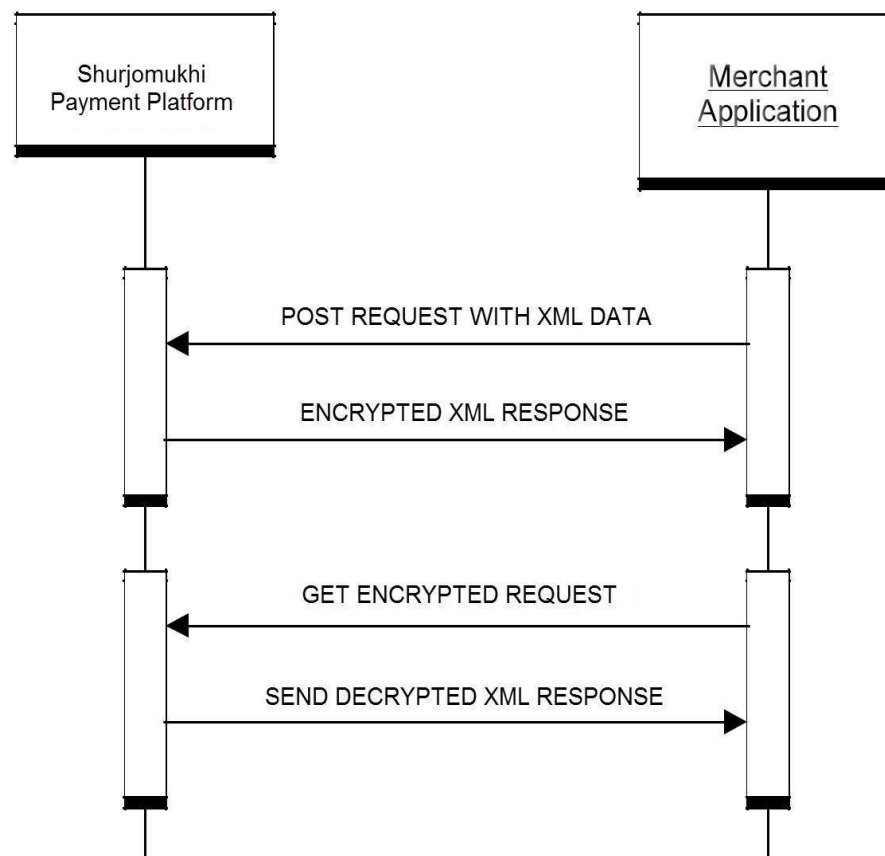 Shurjomukhi
Payment Platform
Merchant
Application
POST REQUEST WITH XML DATA
ENCRYPTED XML RESPONSE
GET ENCRYPTED REQUEST
SEND DECRYPTED XML RESPONSE